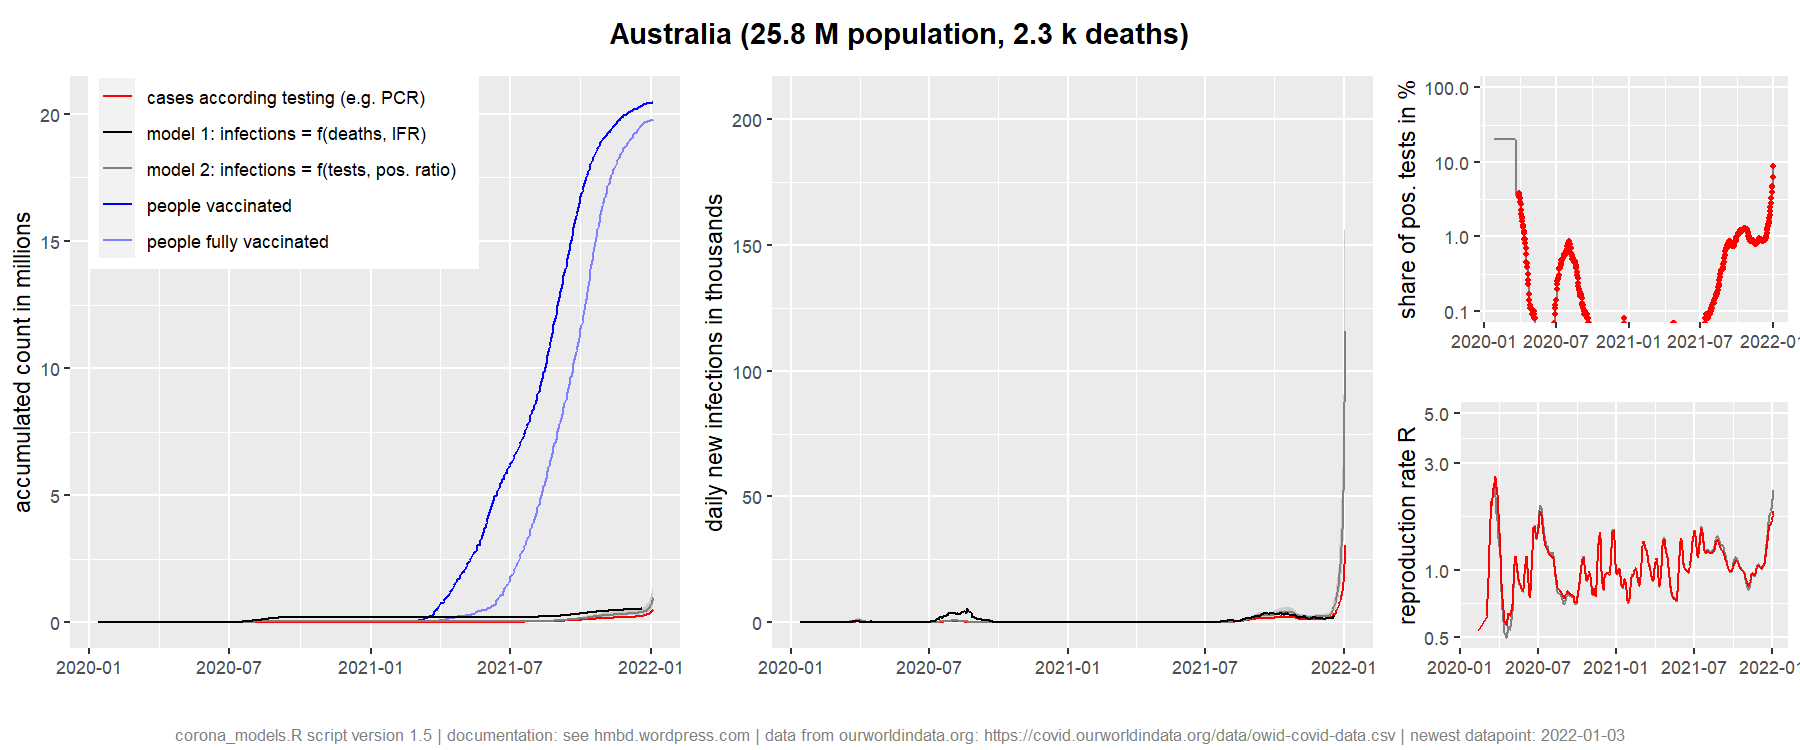 Australia (25.8 M population, 2.3 k deaths)
accumulated count in millions
20
15
10
5
0
cases according testing (e.g. PCR)
model 1: infections = f(deaths, IFR)
model 2: infections = f(tests, pos. ratio)
people vaccinated
people fully vaccinated
2020-01 2020-07 2021-01 2021-07 2022-01
daily new infections in thousands
200
150
100
50
0
2020-01 2020-07 2021-01 2021-07 2022-01
share of pos. tests in %
100.0
10.0
1.0
0.1
2020-01 2020-07 2021-01 2021-07 2022-01
reproduction rate R
5.0
3.0
1.0
0.5
2020-01 2020-07 2021-01 2021-07 2022-01
corona_models.R script version 1.5 | documentation: see hmbd.wordpress.com | data from ourworldindata.org: https://covid.ourworldindata.org/data/owid-covid-data.csv | newest datapoint: 2022-01-03